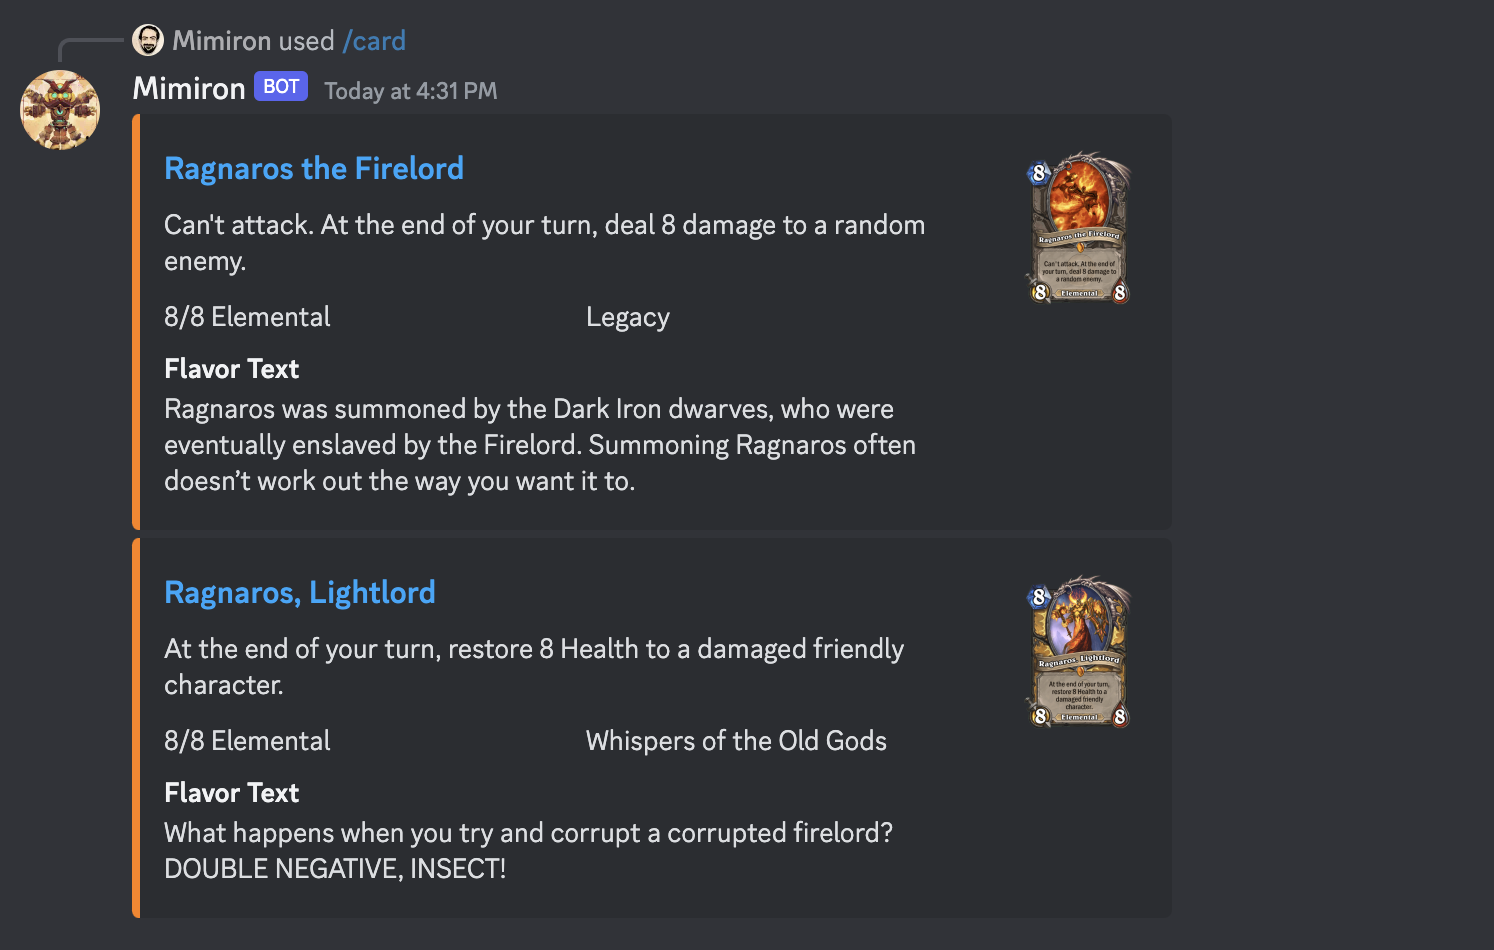 Mimiron used /card
Mimiron BOT Today at 4:31 PM
Ragnaros the Firelord
Can't attack. At the end of your turn, deal 8 damage to a random
enemy.
8/8 Elemental Legacy
Flavor Text
Ragnaros was summoned by the Dark Iron dwarves, who were
eventually enslaved by the Firelord. Summoning Ragnaros often
doesn’t work out the way you want it to.
8
Ragnaros the Firelord
Can't attack. At the end of
your turn, deal 8 damage to
a random enemy.
8 Elemental 8
Ragnaros, Lightlord
At the end of your turn, restore 8 Health to a damaged friendly
character.
8/8 Elemental Whispers of the Old Gods
Flavor Text
What happens when you try and corrupt a corrupted firelord?
DOUBLE NEGATIVE, INSECT!
8
Ragnaros, Lightlord
At the end of your turn,
restore 8 Health to a
damaged friendly
character.
8 Elemental 8